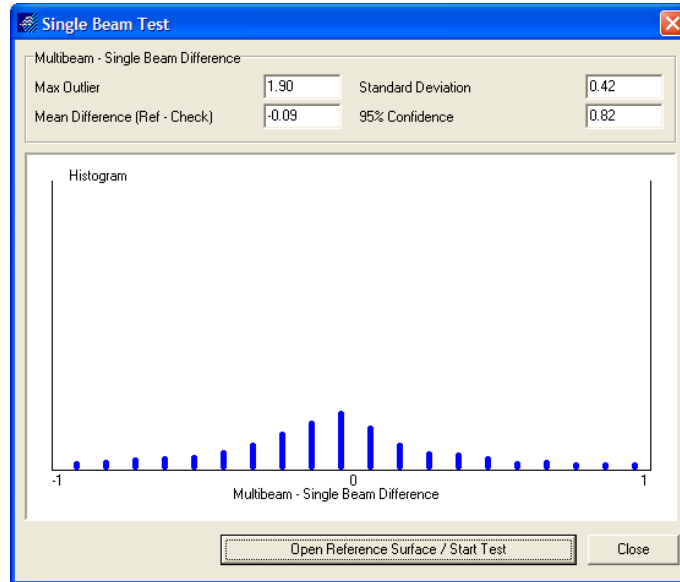 Single Beam Test
Multibeam - Single Beam Difference
Max Outlier 1.90 Standard Deviation 0.42
Mean Difference (Ref - Check) -0.09 95% Confidence 0.82
Histogram
-1 0 1
Multibeam - Single Beam Difference
Open Reference Surface / Start Test Close